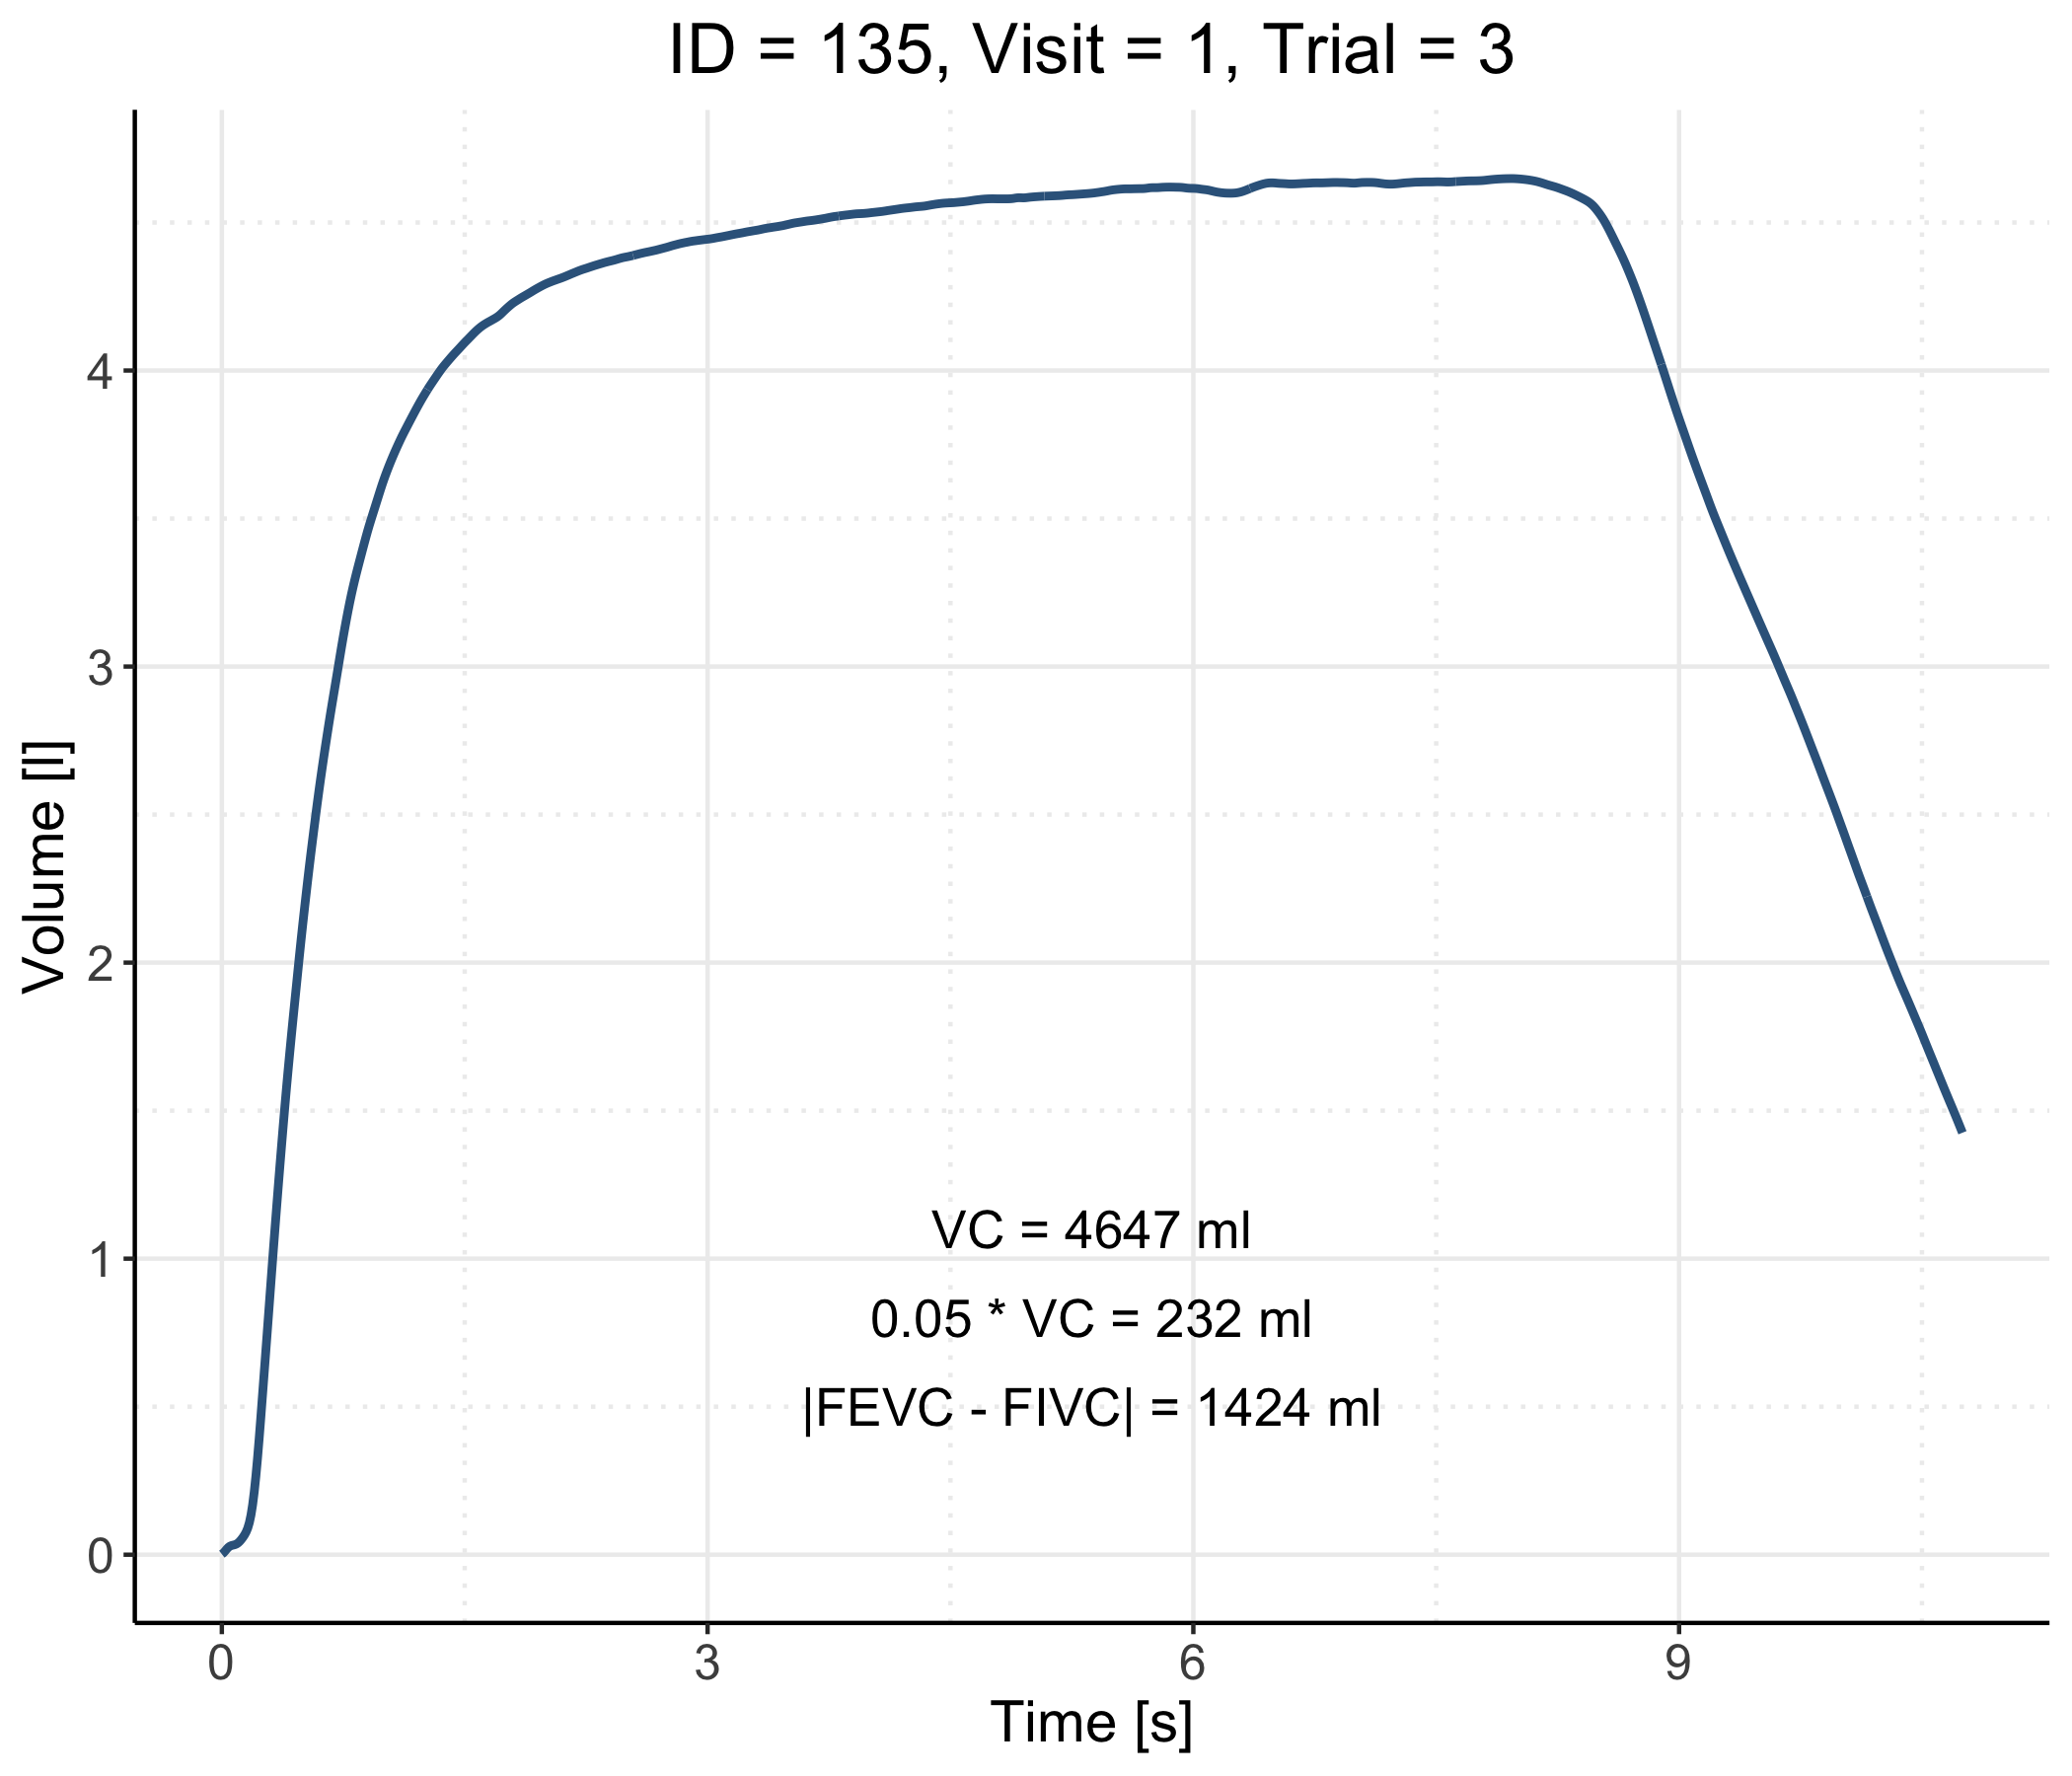 ID = 135, Visit = 1, Trial = 3
Volume [l]
4
3
2
1
0
VC = 4647 ml
0.05 * VC = 232 ml
|FEVC - FIVC| = 1424 ml
0 3 6 9
Time [s]